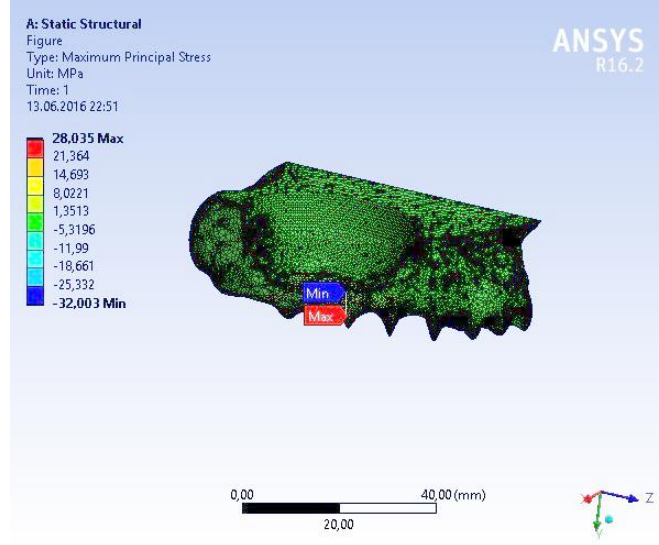 A: Static Structural
Figure
Type: Maximum Principal Stress
Unit: MPa
Time: 1
13.06.2016 22:51
ANSYS
R16.2
28,035 Max
21,364
14,693
8,0221
1,3513
-5,3196
-11,99
-18,661
-25,332
-32,003 Min
Min
Max
0,00
40,00 (mm)
20,00
Z